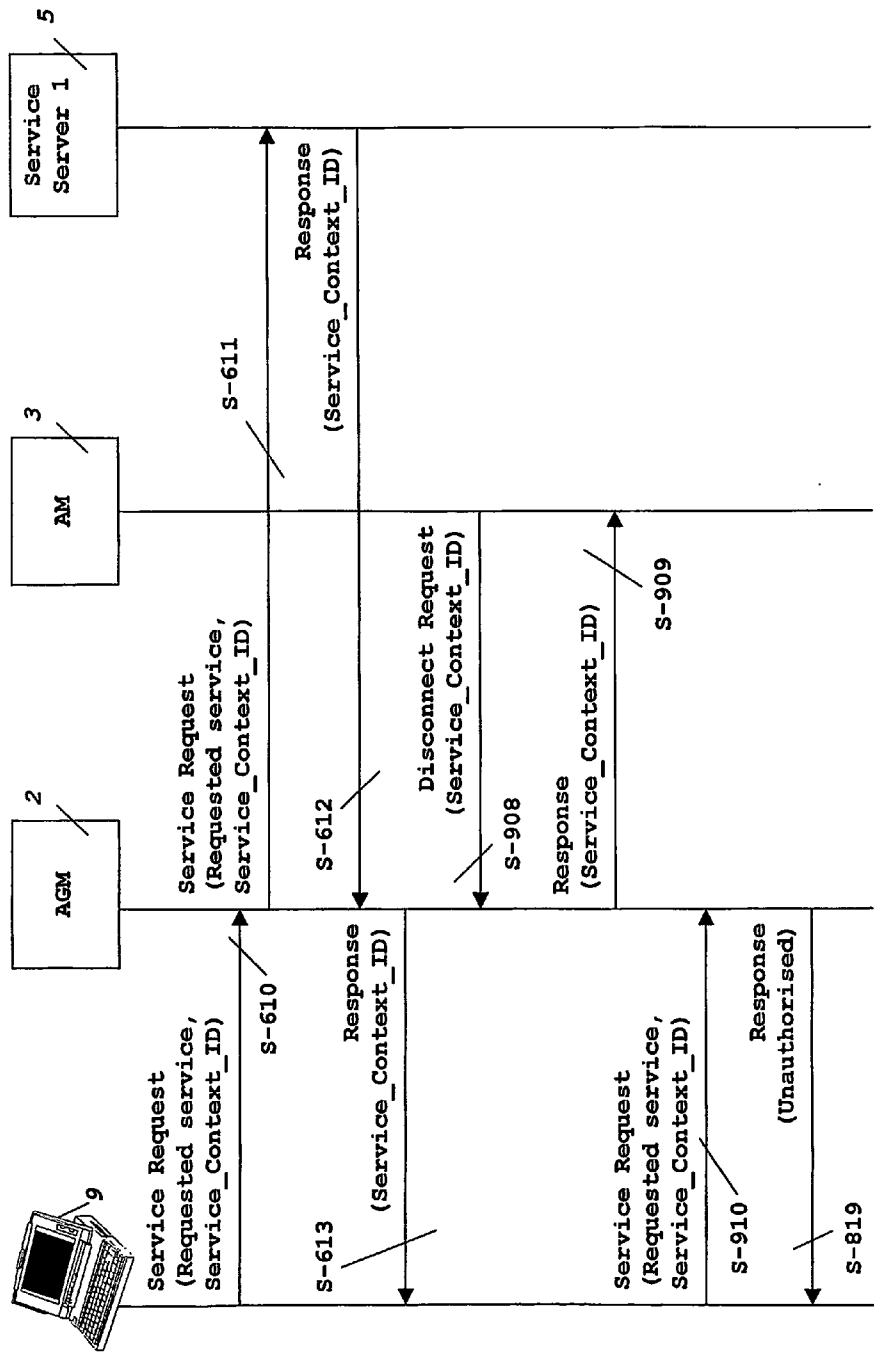 9
AGM
2
AM
3
Service
Server 1
5
Service Request
(Requested service,
Service_Context_ID)
S-610
Service Request
(Requested service,
Service_Context_ID)
S-611
Response
(Service_Context_ID)
S-612
Response
(Service_Context_ID)
S-613
Disconnect Request
(Service_Context_ID)
S-908
Response
(Service_Context_ID)
S-909
Service Request
(Requested service,
Service_Context_ID)
S-910
Response
(Unauthorised)
S-819